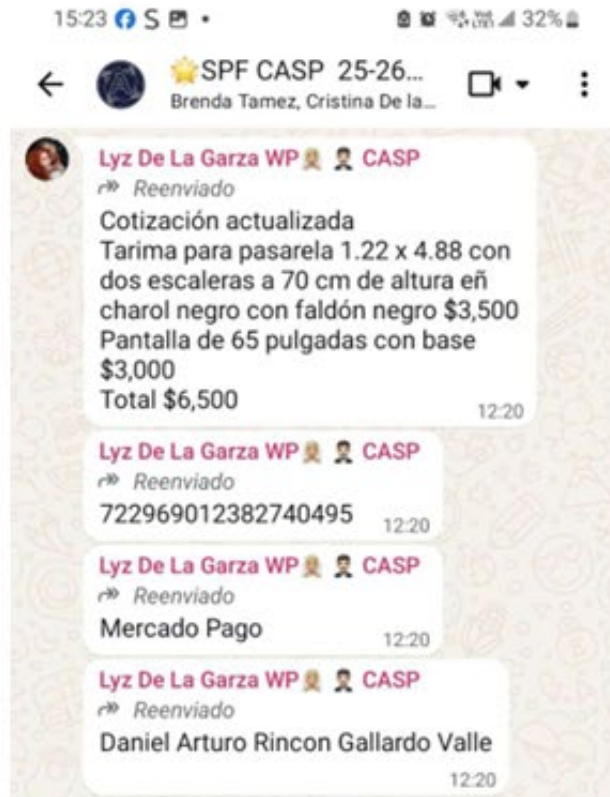 15:23
32%
SPF CASP 25-26...
Brenda Tamez, Cristina De la...
Lyz De La Garza WP CASP
Reenviado
Cotización actualizada
Tarima para pasarela 1.22 x 4.88 con
dos escaleras a 70 cm de altura eñ
charol negro con faldón negro $3,500
Pantalla de 65 pulgadas con base
$3,000
Total $6,500
12:20
Lyz De La Garza WP CASP
Reenviado
722969012382740495
12:20
Lyz De La Garza WP CASP
Reenviado
Mercado Pago
12:20
Lyz De La Garza WP CASP
Reenviado
Daniel Arturo Rincon Gallardo Valle
12:20